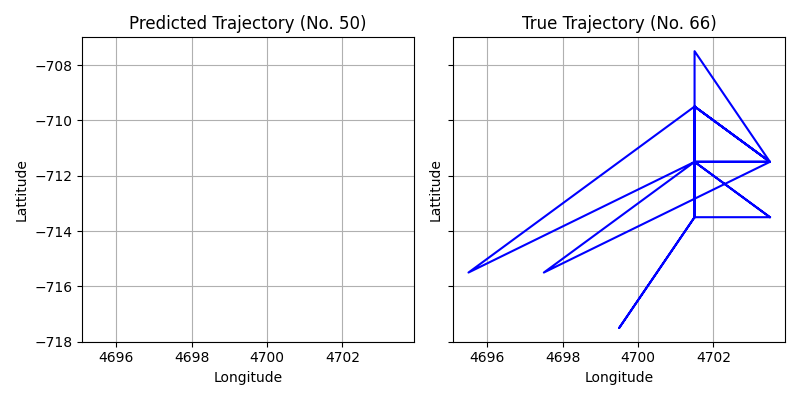 Predicted Trajectory (No. 50)
True Trajectory (No. 66)
Lattitude
−708
−710
−712
−714
−716
−718
4696
4698
4700
4702
Longitude
Lattitude
4696
4698
4700
4702
Longitude